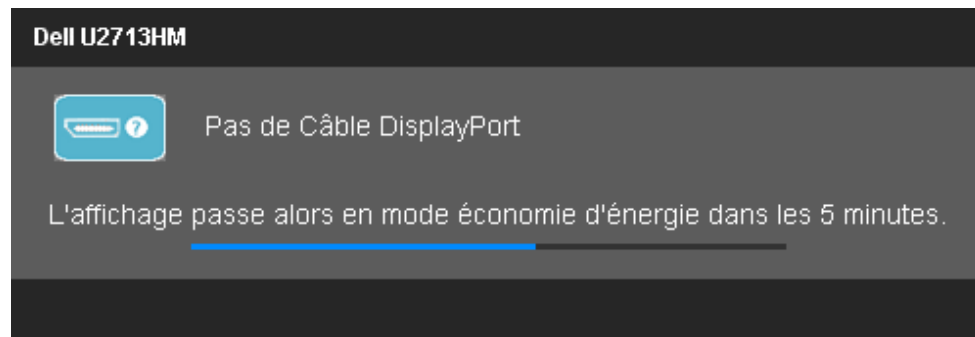 Dell U2713HM
?
Pas de Câble DisplayPort
L'affichage passe alors en mode économie d'énergie dans les 5 minutes.